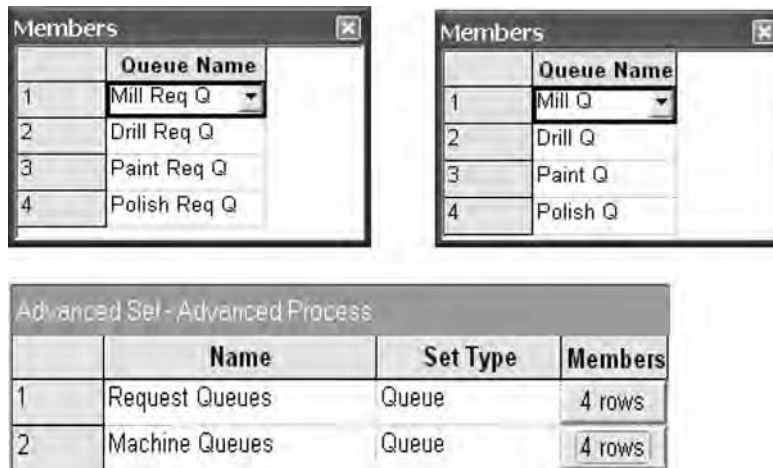 Members
Queue Name
1 Mill Req Q
2 Drill Req Q
3 Paint Req Q
4 Polish Req Q
Members
Queue Name
1 Mill Q
2 Drill Q
3 Paint Q
4 Polish Q
Advanced Set - Advanced Process
Name Set Type Members
1 Request Queues Queue 4 rows
2 Machine Queues Queue 4 rows